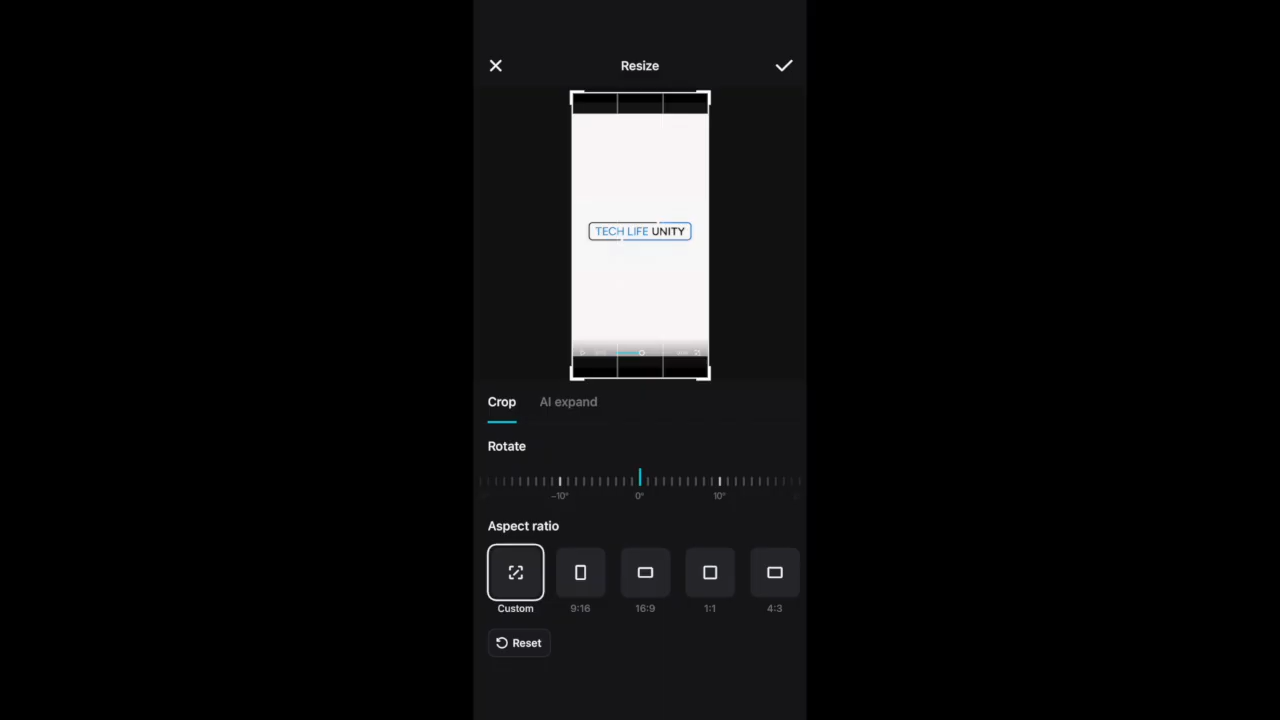 Resize
TECH LIFE UNITY
Crop AI expand
Rotate
-10° 0° 10°
Aspect ratio
Custom 9:16 16:9 1:1 4:3
Reset